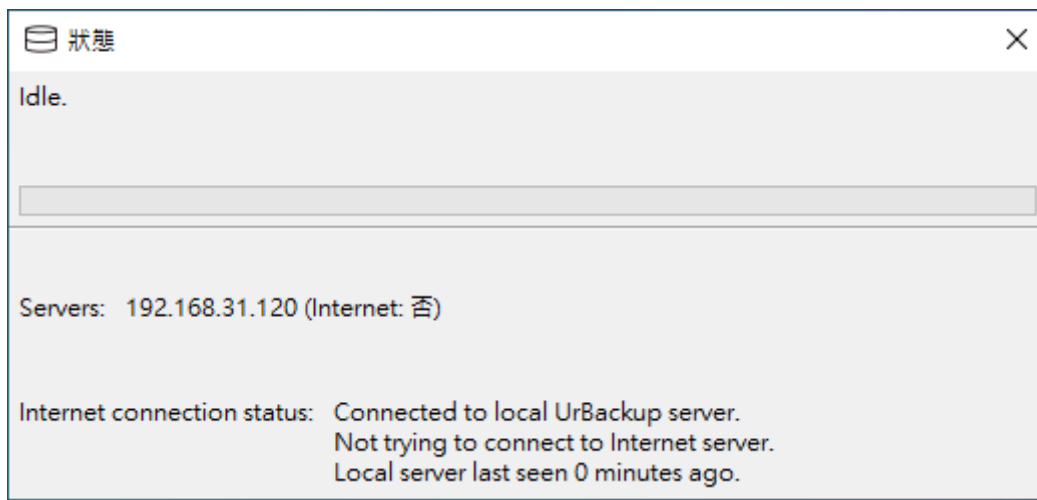 狀態
Idle.
Servers: 192.168.31.120 (Internet: 否)
Internet connection status: Connected to local UrBackup server.
Not trying to connect to Internet server.
Local server last seen 0 minutes ago.